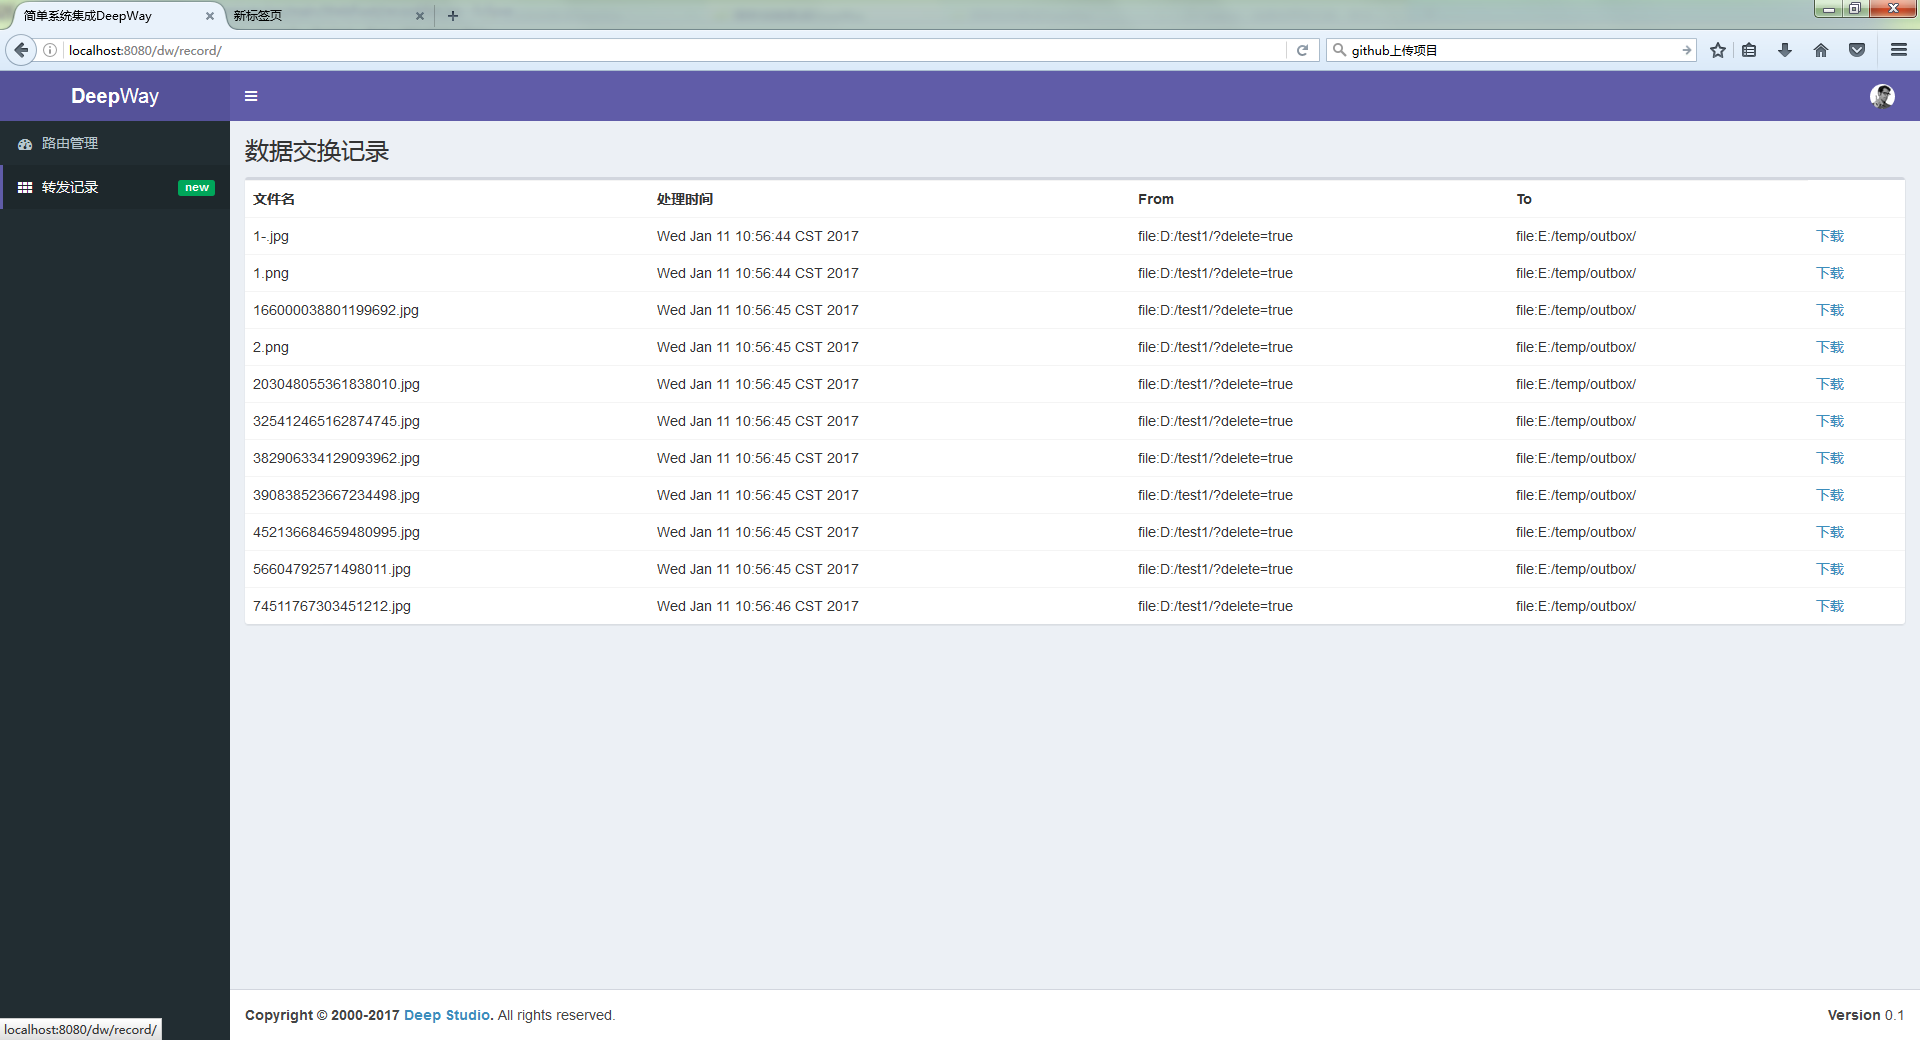 简单系统集成DeepWay
新标签页
localhost:8080/dw/record/
github上传项目
DeepWay
路由管理
转发记录 new
数据交换记录
文件名 处理时间 From To
1-.jpg Wed Jan 11 10:56:44 CST 2017 file:D:/test1/?delete=true file:E:/temp/outbox/ 下载
1.png Wed Jan 11 10:56:44 CST 2017 file:D:/test1/?delete=true file:E:/temp/outbox/ 下载
166000038801199692.jpg Wed Jan 11 10:56:45 CST 2017 file:D:/test1/?delete=true file:E:/temp/outbox/ 下载
2.png Wed Jan 11 10:56:45 CST 2017 file:D:/test1/?delete=true file:E:/temp/outbox/ 下载
203048055361838010.jpg Wed Jan 11 10:56:45 CST 2017 file:D:/test1/?delete=true file:E:/temp/outbox/ 下载
325412465162874745.jpg Wed Jan 11 10:56:45 CST 2017 file:D:/test1/?delete=true file:E:/temp/outbox/ 下载
382906334129093962.jpg Wed Jan 11 10:56:45 CST 2017 file:D:/test1/?delete=true file:E:/temp/outbox/ 下载
390838523667234498.jpg Wed Jan 11 10:56:45 CST 2017 file:D:/test1/?delete=true file:E:/temp/outbox/ 下载
452136684659480995.jpg Wed Jan 11 10:56:45 CST 2017 file:D:/test1/?delete=true file:E:/temp/outbox/ 下载
56604792571498011.jpg Wed Jan 11 10:56:45 CST 2017 file:D:/test1/?delete=true file:E:/temp/outbox/ 下载
74511767303451212.jpg Wed Jan 11 10:56:46 CST 2017 file:D:/test1/?delete=true file:E:/temp/outbox/ 下载
Copyright © 2000-2017 Deep Studio. All rights reserved.
Version 0.1
localhost:8080/dw/record/